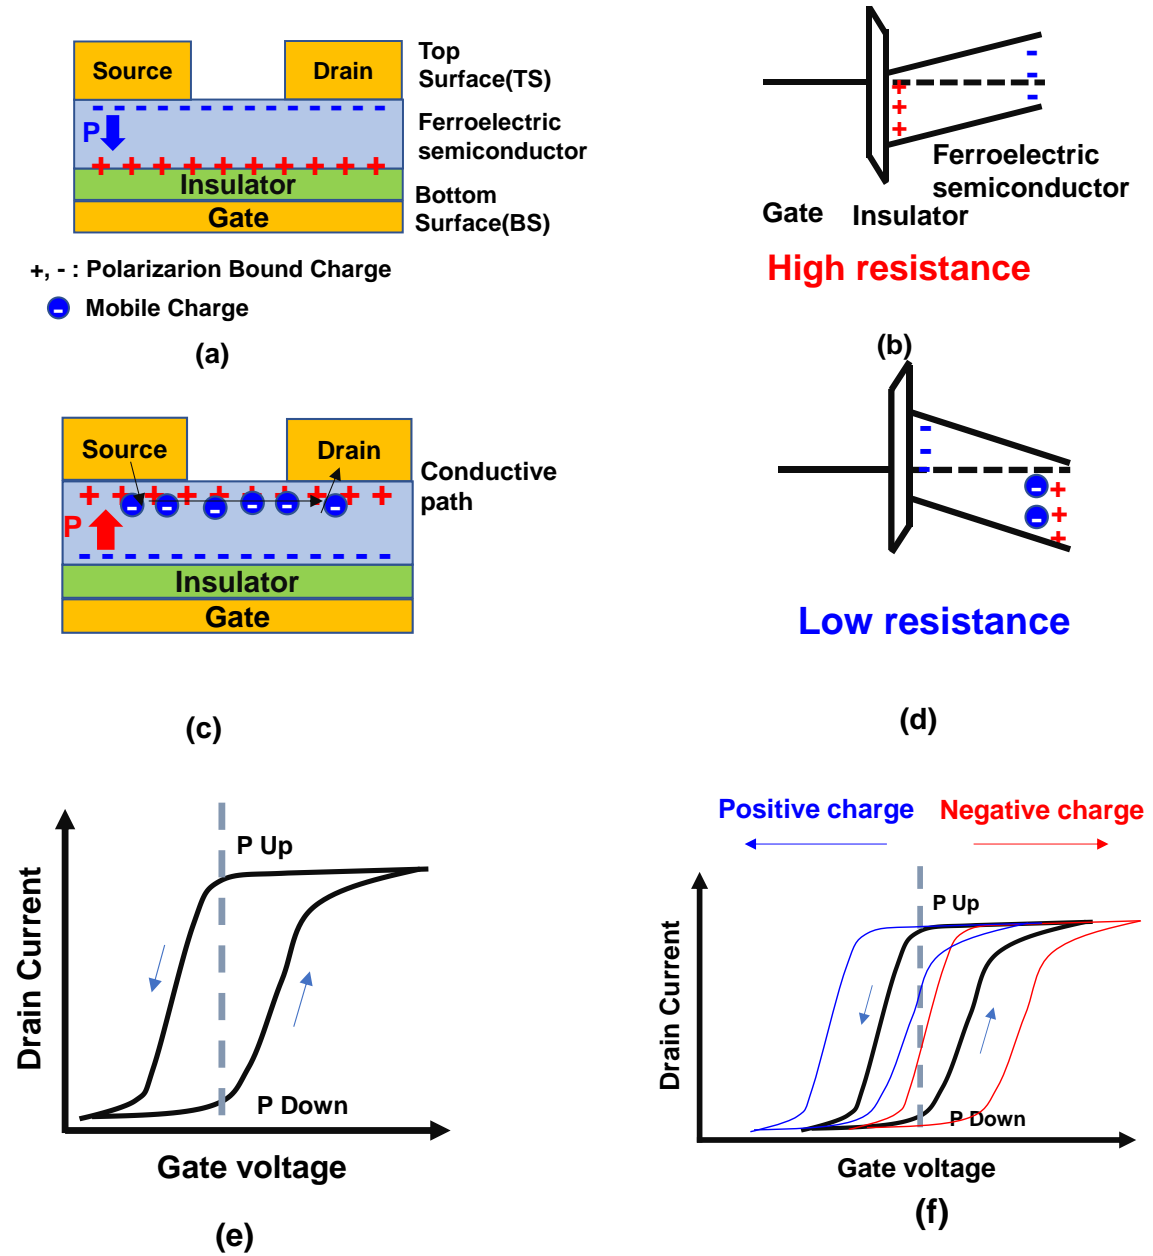 Source
Drain
Top
Surface(TS)
P
Ferroelectric
semiconductor
Insulator
Gate
Bottom
Surface(BS)
+, - : Polarizarion Bound Charge
- Mobile Charge
(a)
Ferroelectric
semiconductor
Gate
Insulator
High resistance
(b)
Source
Drain
Conductive
path
P
Insulator
Gate
(c)
Low resistance
(d)
Drain Current
P Up
P Down
Gate voltage
(e)
Positive charge
Negative charge
Drain Current
P Up
P Down
Gate voltage
(f)